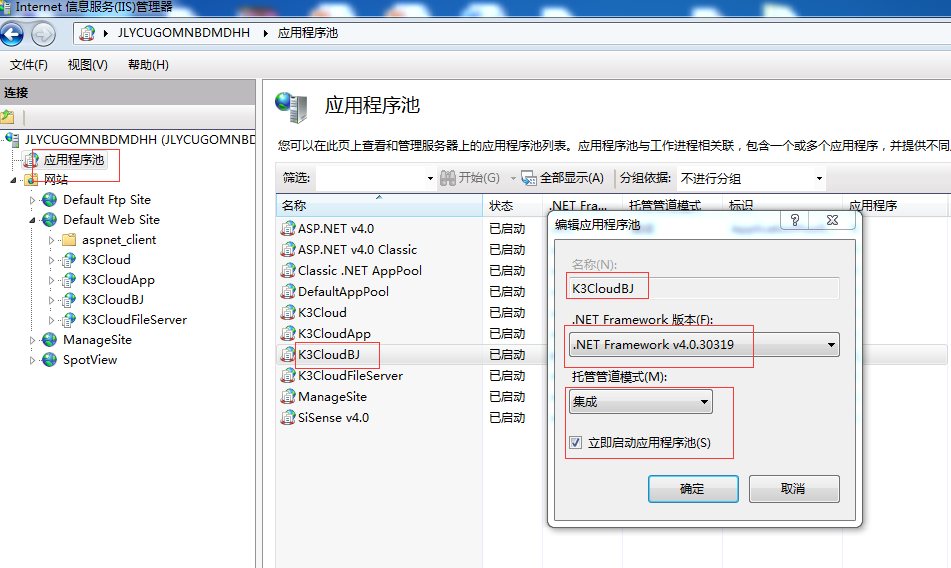 Internet 信息服务(IIS)管理器
JLYCUGOMNBDMDHH
应用程序池
文件(F) 视图(V) 帮助(H)
连接
JLYCUGOMNBDMDHH (JLYCUGOMNBD
应用程序池
网站
Default Ftp Site
Default Web Site
aspnet_client
K3Cloud
K3CloudApp
K3CloudBJ
K3CloudFileServer
ManageSite
SpotView
应用程序池
您可以在此页上查看和管理服务器上的应用程序池列表。应用程序池与工作进程相关联，包含一个或多个应用程序，并提供不同
筛选: 开始(G) 全部显示(A) 分组依据: 不进行分组
名称 状态 .NET Fra... 托管管道模式 标识 应用程序
ASP.NET v4.0 已启动
ASP.NET v4.0 Classic 已启动
Classic .NET AppPool 已启动
DefaultAppPool 已启动
K3Cloud 已启动
K3CloudApp 已启动
K3CloudBJ 已启动
K3CloudFileServer 已启动
ManageSite 已启动
SiSense v4.0 已启动
编辑应用程序池
名称(N):
K3CloudBJ
.NET Framework 版本(F):
.NET Framework v4.0.30319
托管管道模式(M):
集成
立即启动应用程序池(S)
确定 取消